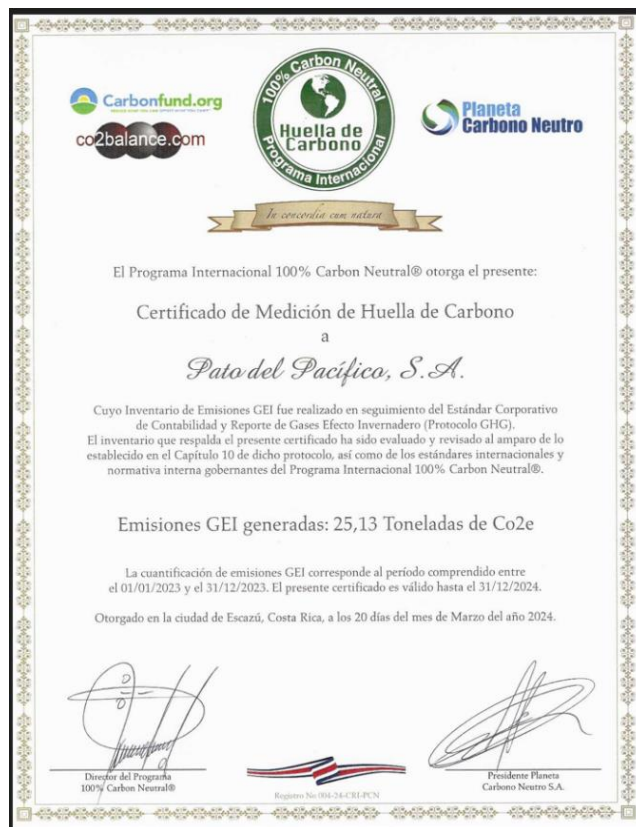 Carbonfund.org
co2balance.com
100% Carbon Neutral
Huella de
Carbono
Programa Internacional
Planeta
Carbono Neutro
In concordia cum natura
El Programa Internacional 100% Carbon Neutral® otorga el presente:
Certificado de Medición de Huella de Carbono
a
Pato del Pacífico, S.A.
Cuyo Inventario de Emisiones GEI fue realizado en seguimiento del Estándar Corporativo
de Contabilidad y Reporte de Gases Efecto Invernadero (Protocolo GHG).
El inventario que respalda el presente certificado ha sido evaluado y revisado al amparo de lo
establecido en el Capítulo 10 de dicho protocolo, así como de los estándares internacionales y
normativa interna gobernantes del Programa Internacional 100% Carbon Neutral®.
Emisiones GEI generadas: 25,13 Toneladas de Co2e
La cuantificación de emisiones GEI corresponde al período comprendido entre
el 01/01/2023 y el 31/12/2023. El presente certificado es válido hasta el 31/12/2024.
Otorgado en la ciudad de Escazú, Costa Rica, a los 20 días del mes de Marzo del año 2024.
Director del Programa
100% Carbon Neutral®
Presidente Planeta
Carbono Neutro S.A.
Registro No 004-24-CRI-PCN